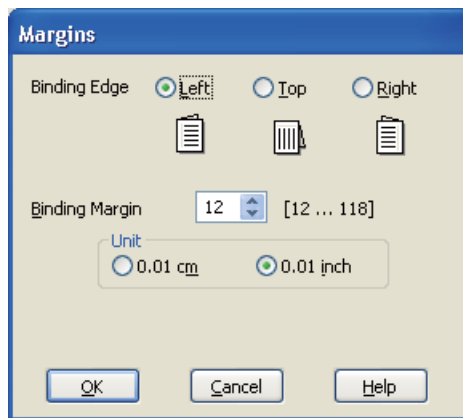 Margins
Binding Edge Left Top Right
Binding Margin 12 [12 ... 118]
Unit
0.01 cm 0.01 inch
OK Cancel Help